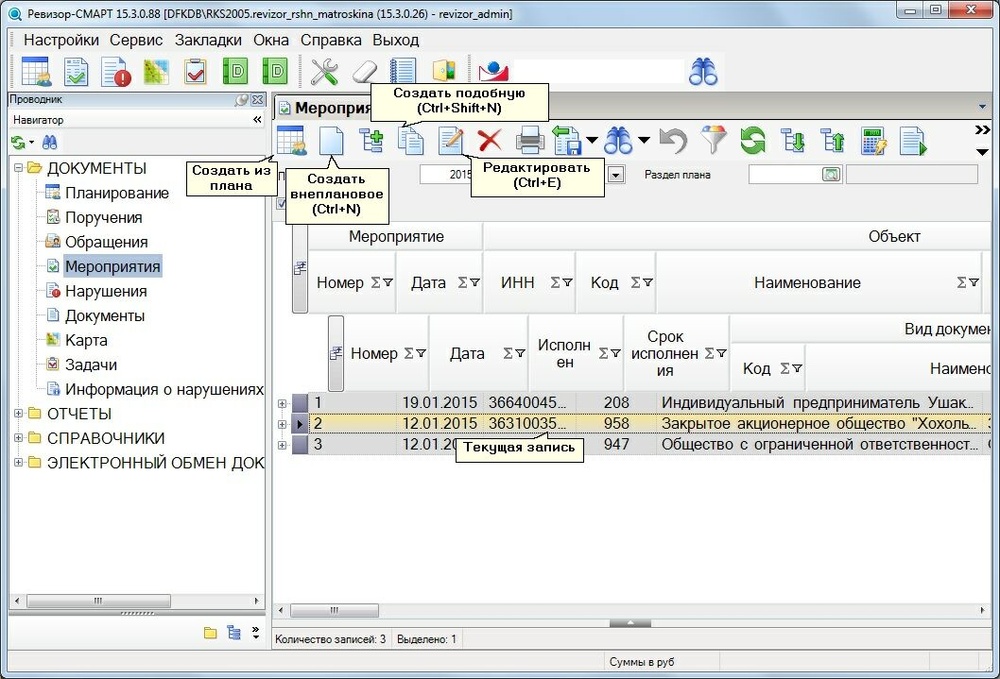 Ревизор-СМАРТ 15.3.0.88 [DFKDB\RKS2005.revizor_rshn_matroskina (15.3.0.26) - revizor_admin]
Настройки Сервис Закладки Окна Справка Выход
Проводник
Навигатор
ДОКУМЕНТЫ
Планирование
Поручения
Обращения
Мероприятия
Нарушения
Документы
Карта
Задачи
Информация о нарушениях
ОТЧЕТЫ
СПРАВОЧНИКИ
ЭЛЕКТРОННЫЙ ОБМЕН ДОК
Мероприя
Создать подобную
(Ctrl+Shift+N)
Создать из
плана
Создать
внеплановое
(Ctrl+N)
Редактировать
(Ctrl+E)
2015
Раздел плана
Мероприятие Объект
Номер Дата ИНН Код Наименование
Вид докумен
Номер Дата Исполн
ен
Срок
исполнен
ия
Код Наимено
1 19.01.2015 36640045... 208 Индивидуальный предприниматель Ушак...
2 12.01.2015 36310035... 958 Закрытое акционерное общество "Хохоль...
3 12.01.20 947 Общество с ограниченной ответственност...
Текущая запись
Количество записей: 3 Выделено: 1
Суммы в руб